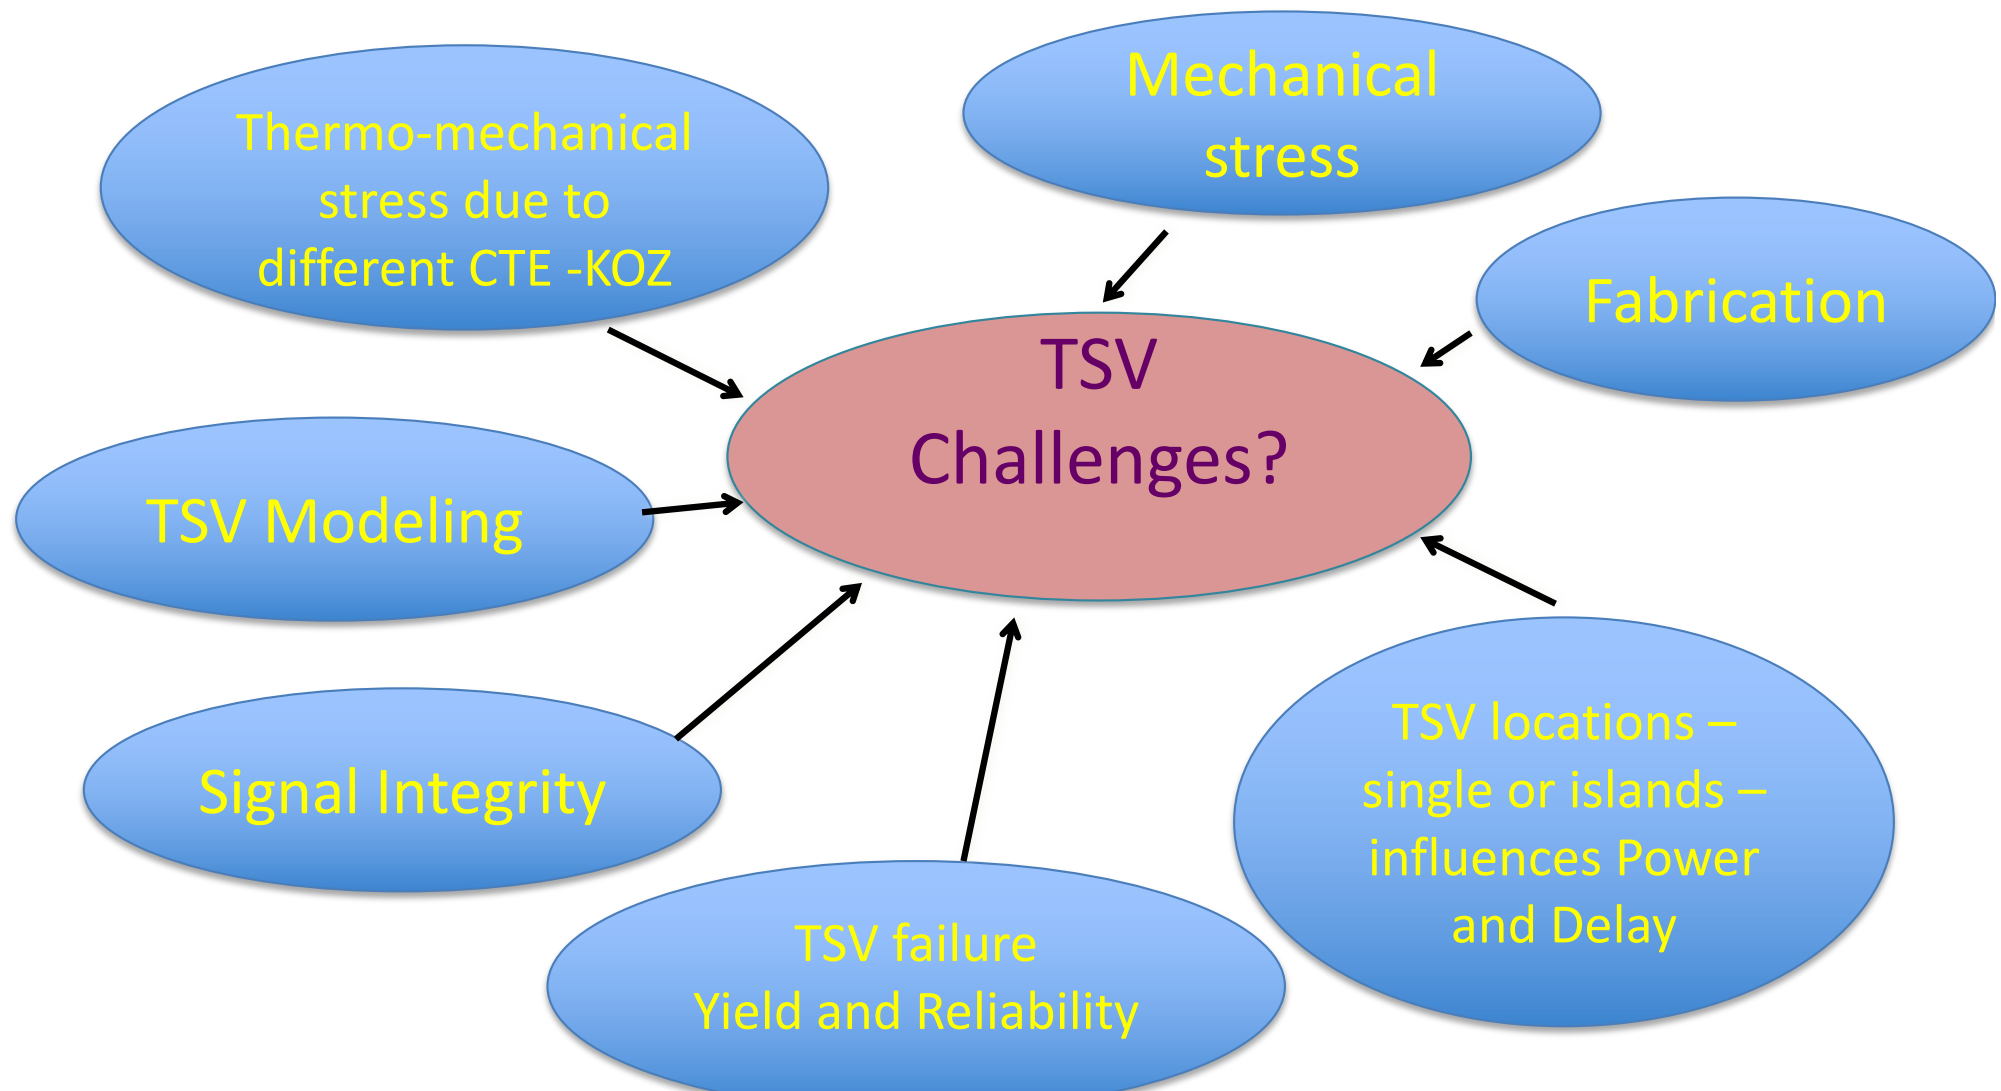 Thermo-mechanical
stress due to
different CTE -KOZ
Mechanical
stress
Fabrication
TSV
Challenges?
TSV Modeling
Signal Integrity
TSV failure
Yield and Reliability
TSV locations –
single or islands –
influences Power
and Delay